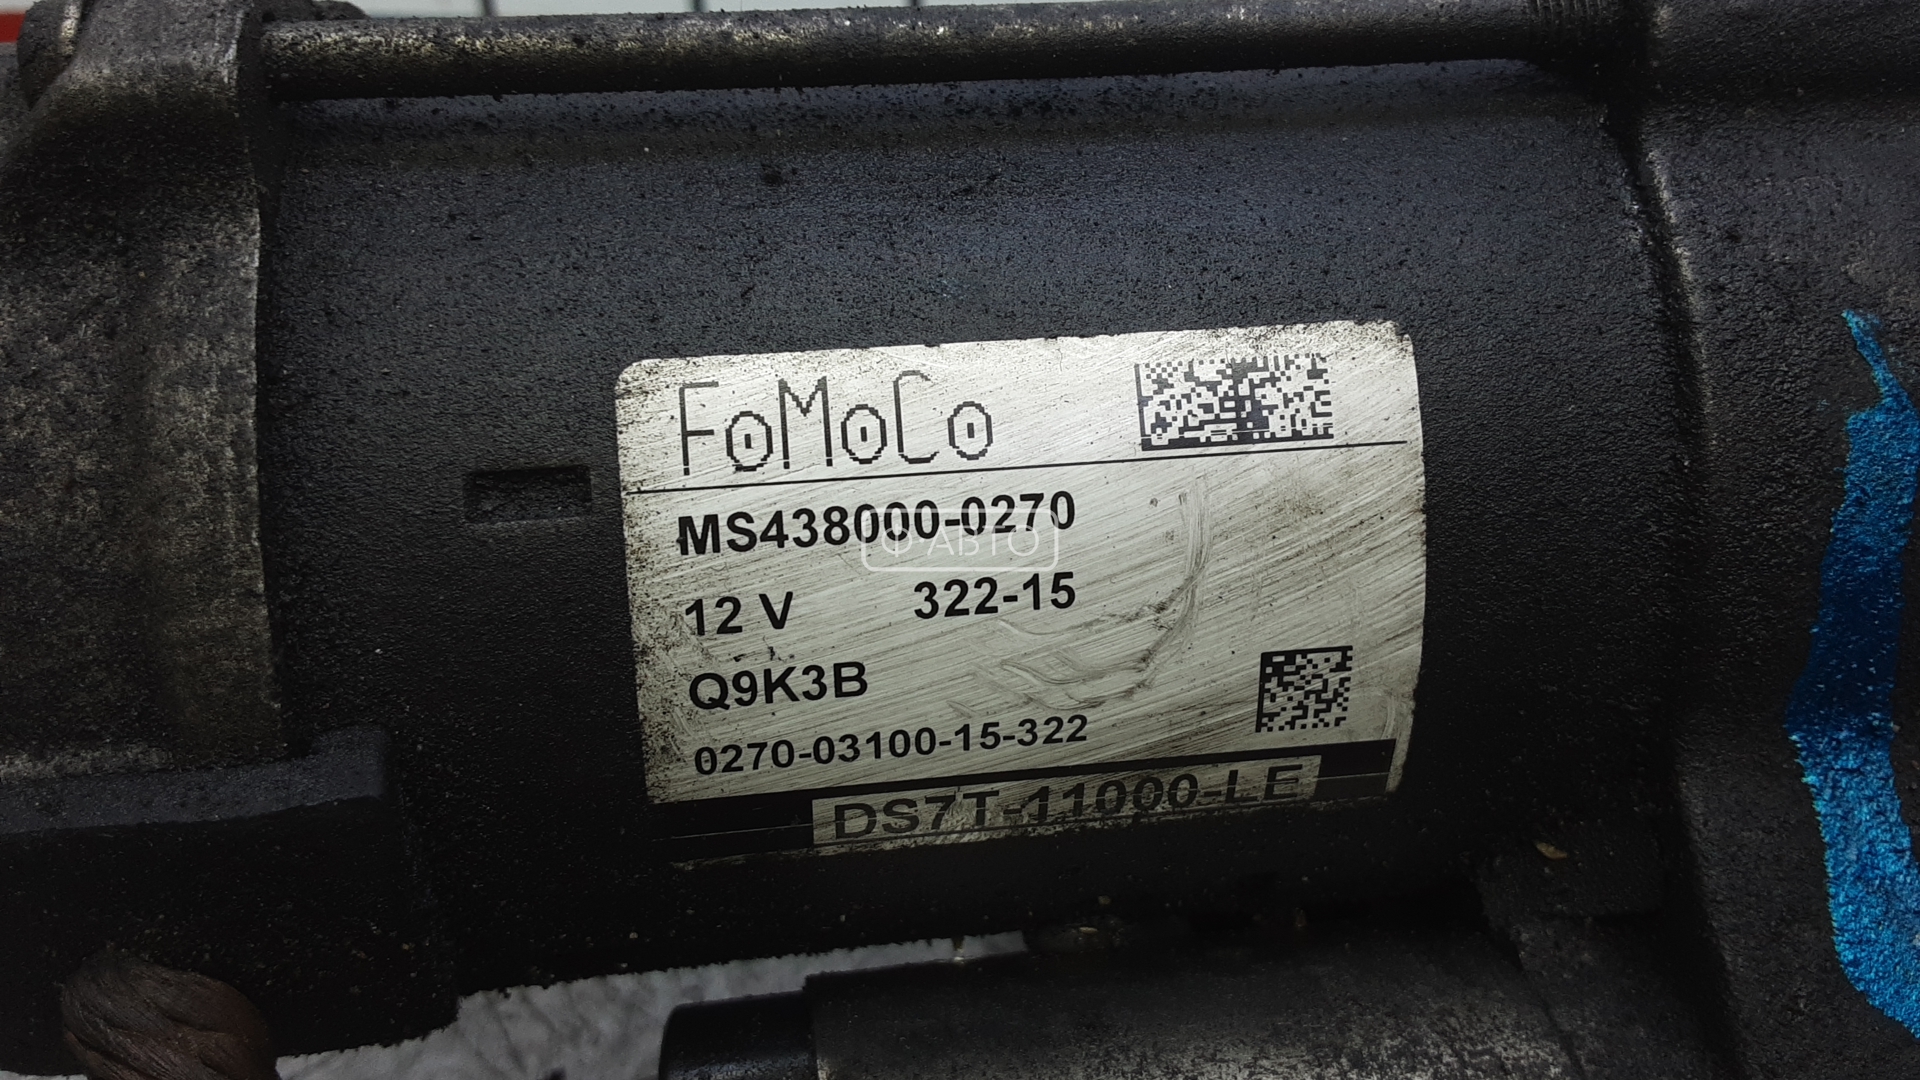 FoMoCo
MS438000-0270
Ф-АВТО
12 V 322-15
Q9K3B
0270-03100-15-322
DS7T-11000-LE